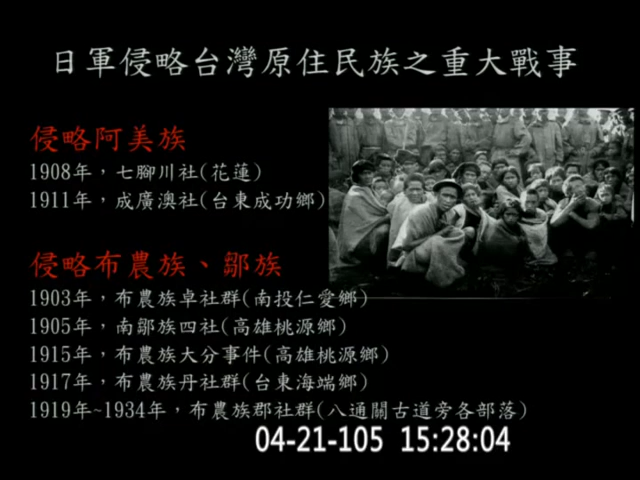 日軍侵略台灣原住民族之重大戰事
侵略阿美族
1908年，七腳川社(花蓮)
1911年，成廣澳社(台東成功鄉)
侵略布農族、鄒族
1903年，布農族卓社群(南投仁愛鄉)
1905年，南鄒族四社(高雄桃源鄉)
1915年，布農族大分事件(高雄桃源鄉)
1917年，布農族丹社群(台東海端鄉)
1919年~1934年，布農族郡社群(八通關古道旁各部落)
04-21-105 15:28:04